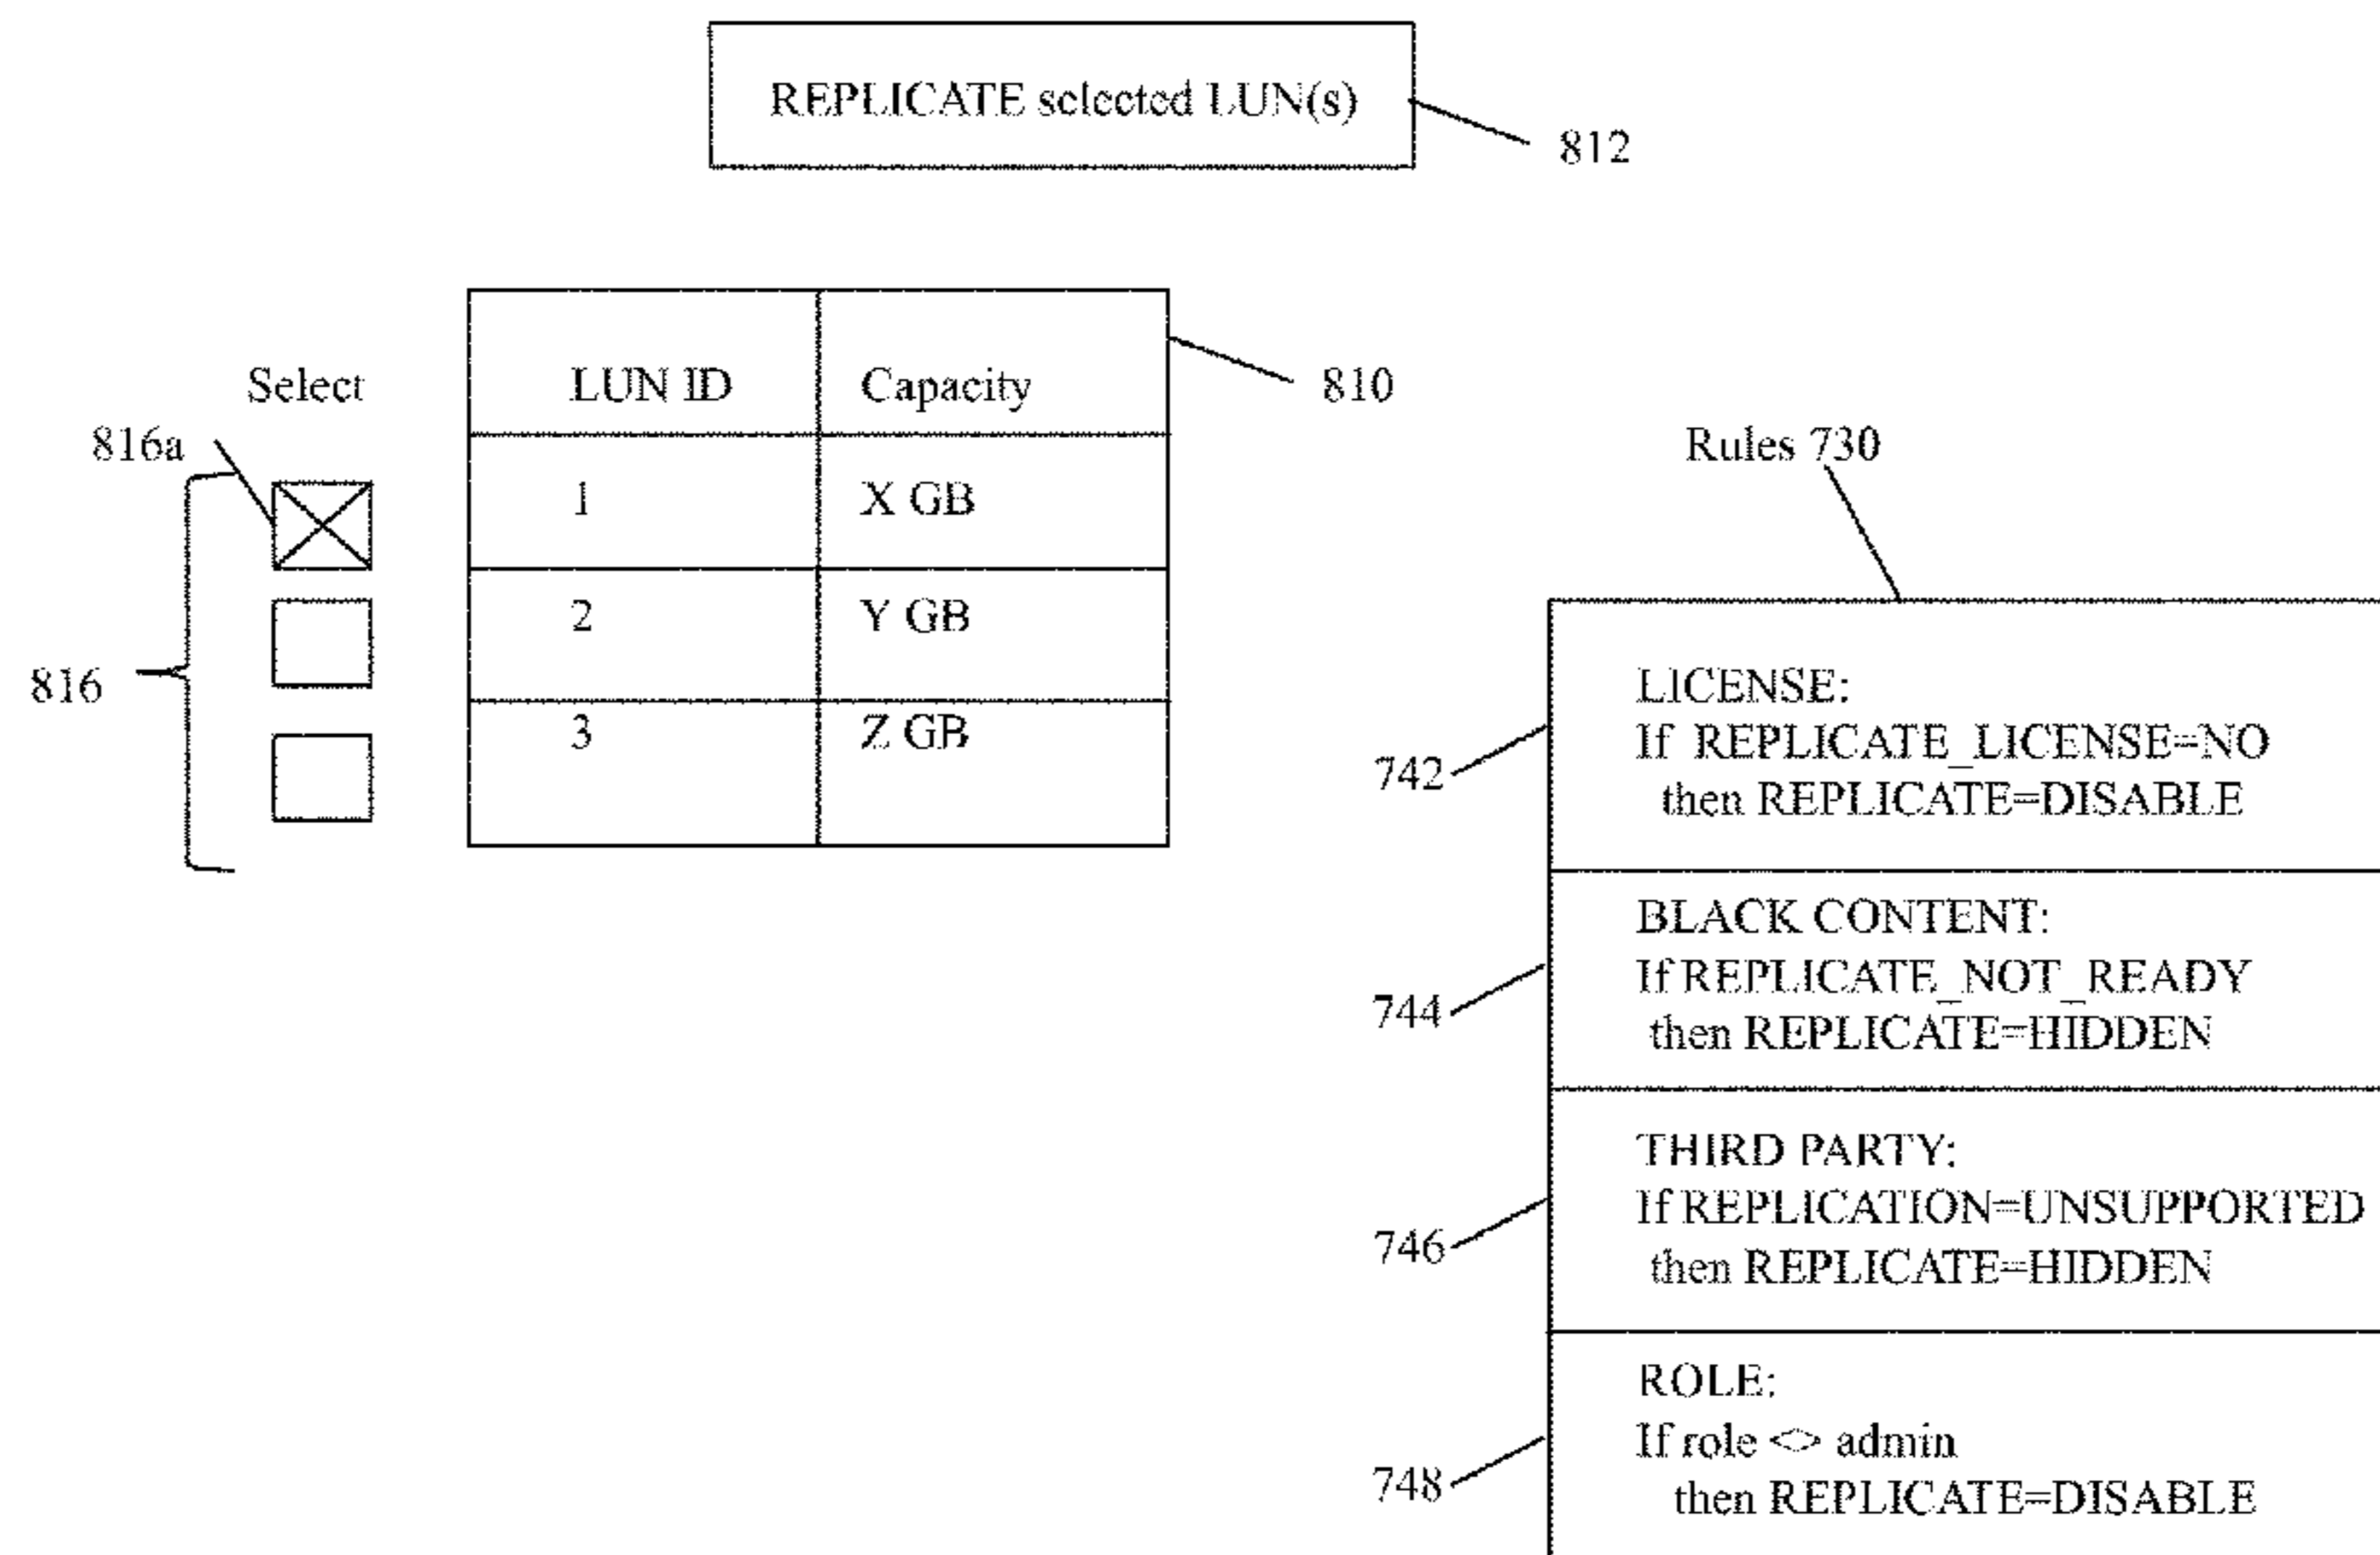 REPLICATE selected LUN(s)
812
Select
LUN ID
Capacity
810
816a
1
X GB
2
Y GB
816
3
Z GB
Rules 730
LICENSE:
If REPLICATE_LICENSE=NO
then REPLICATE=DISABLE
742
BLACK CONTENT:
If REPLICATE_NOT_READY
then REPLICATE=HIDDEN
744
THIRD PARTY:
If REPLICATION=UNSUPPORTED
then REPLICATE=HIDDEN
746
ROLE:
If role <> admin
then REPLICATE=DISABLE
748